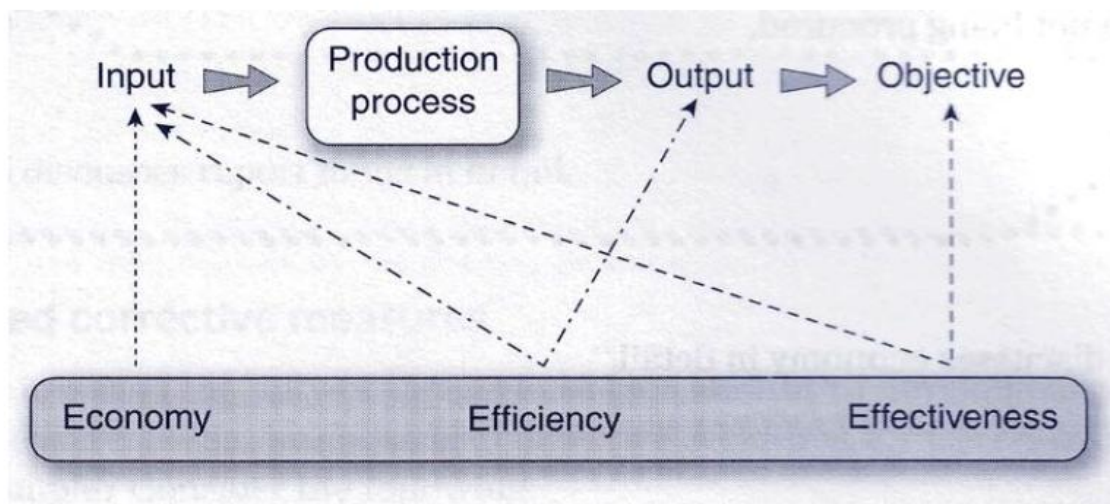 Input
Production
process
Output
Objective
Economy
Efficiency
Effectiveness